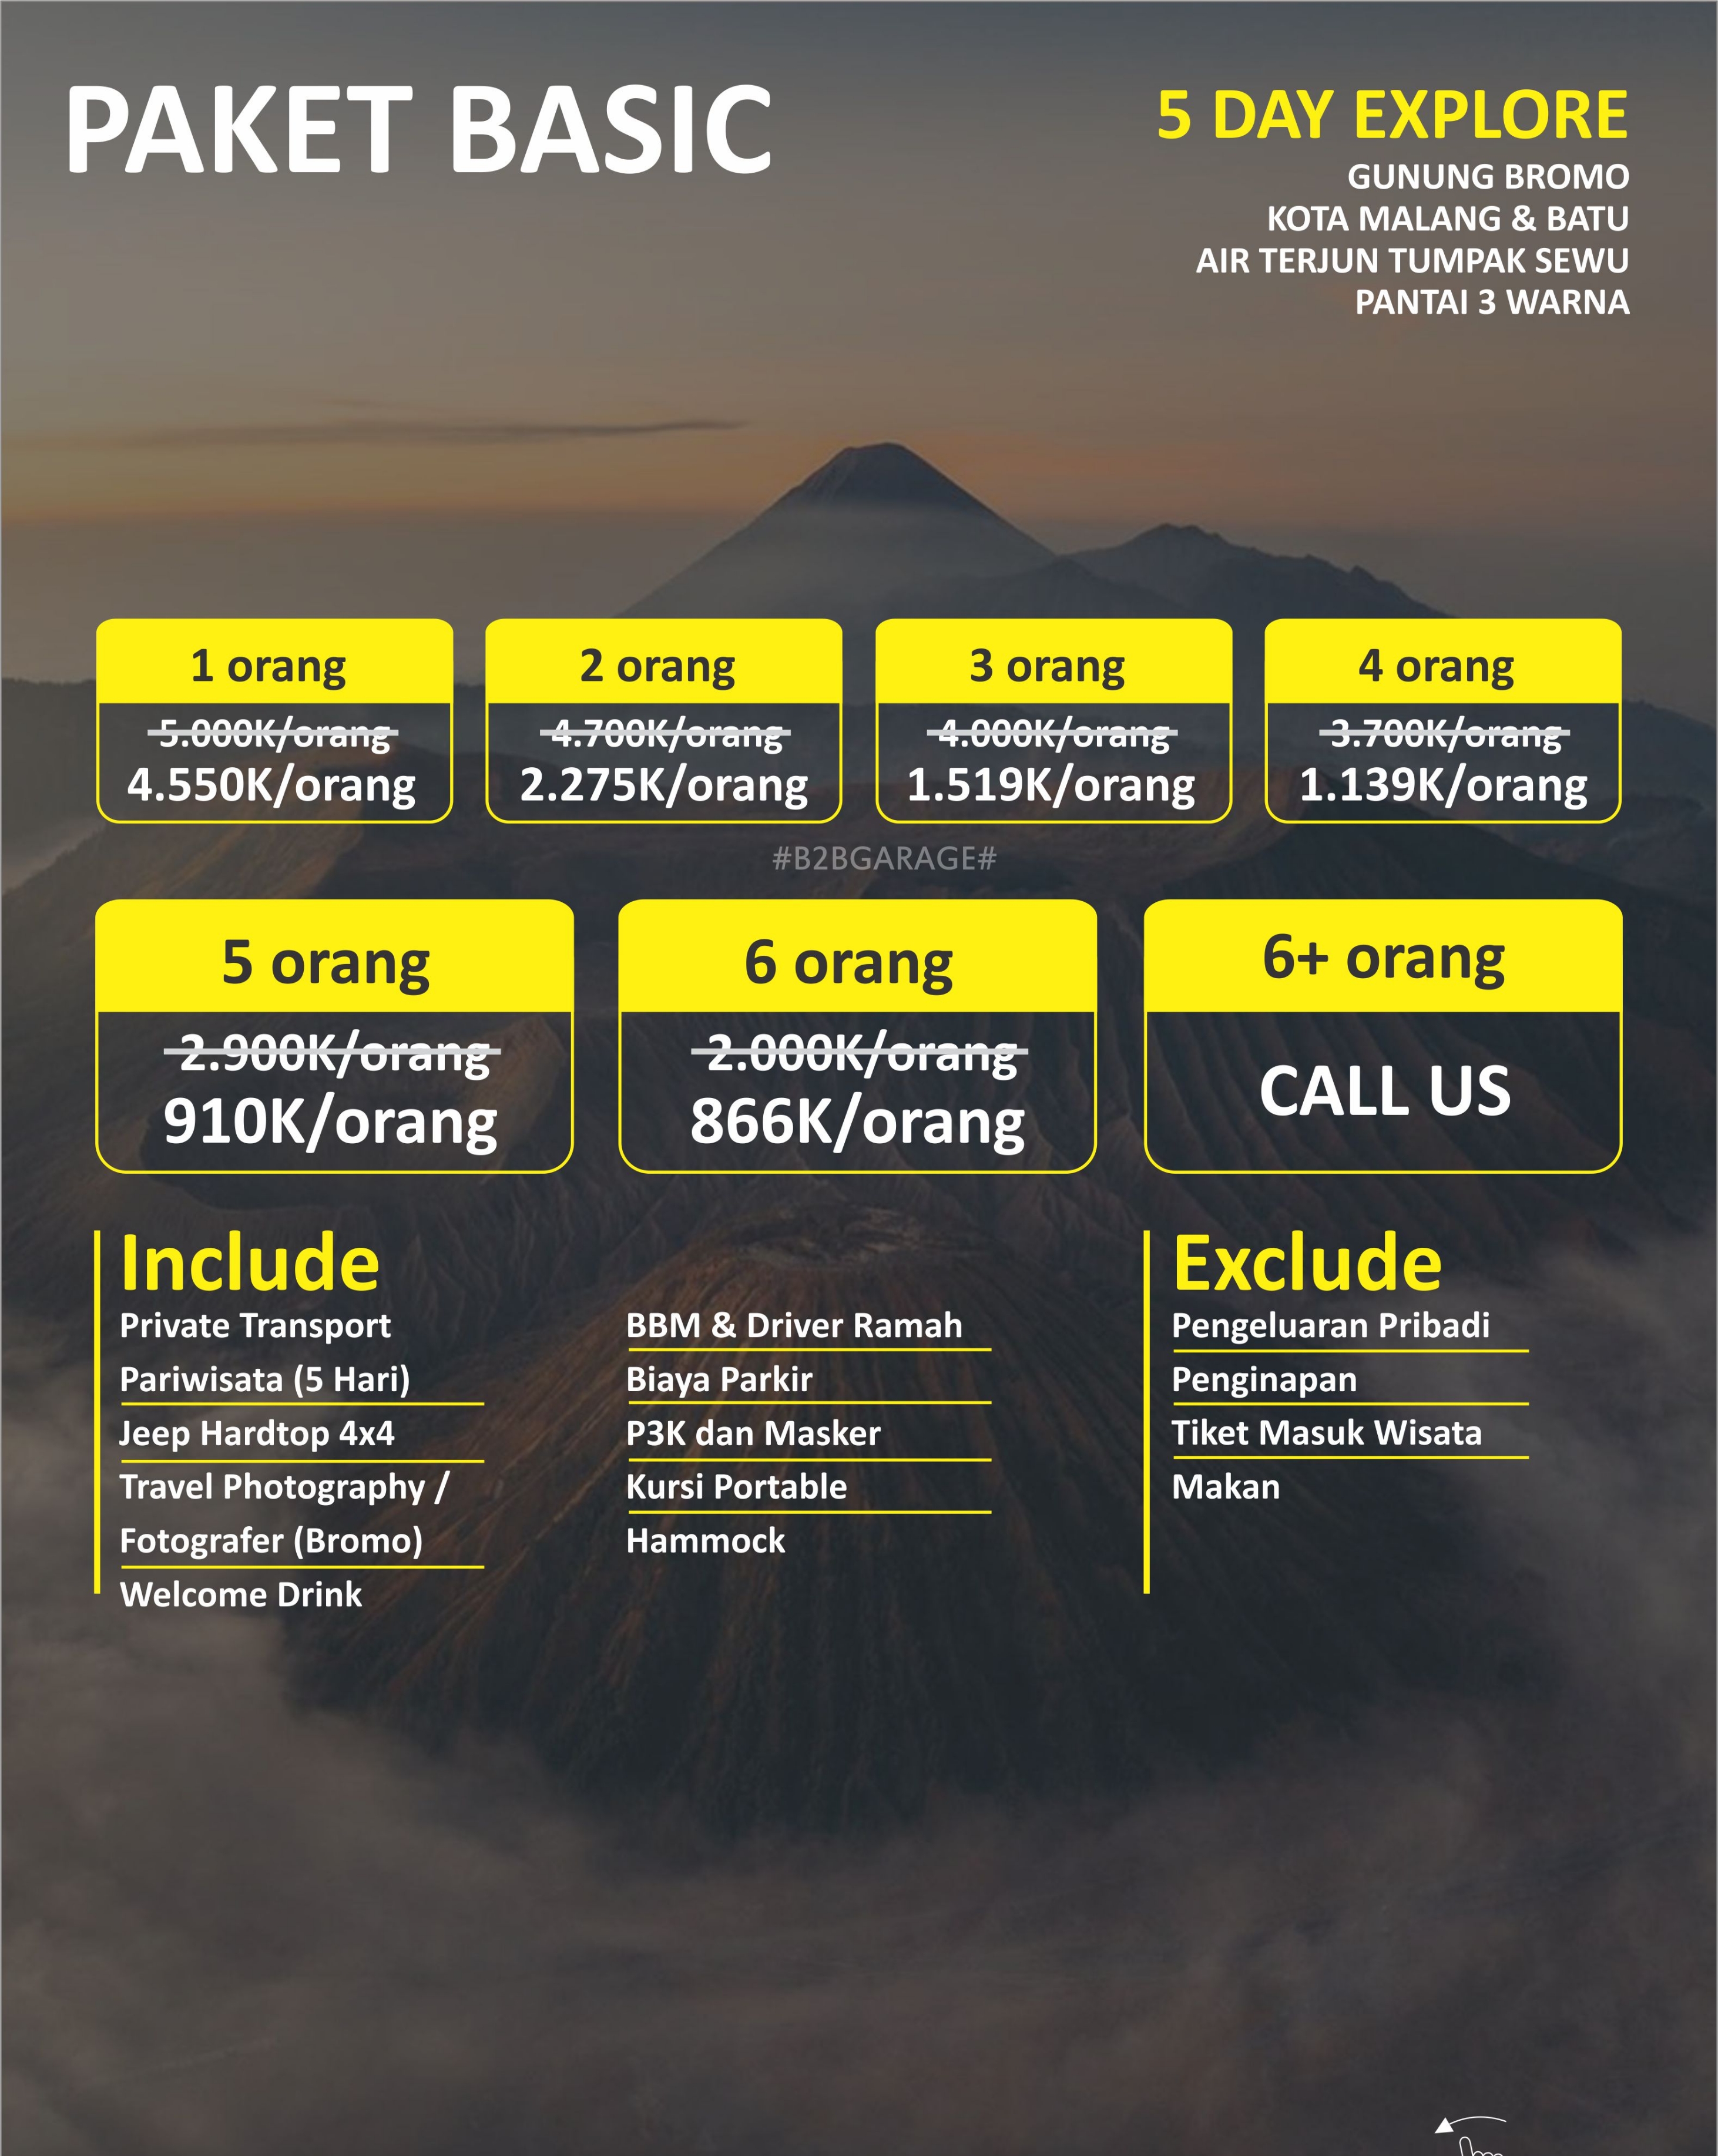 PAKET BASIC
5 DAY EXPLORE
GUNUNG BROMO
KOTA MALANG & BATU
AIR TERJUN TUMPAK SEWU
PANTAI 3 WARNA
1 orang
5.000K/orang
4.550K/orang
2 orang
4.700K/orang
2.275K/orang
3 orang
4.000K/orang
1.519K/orang
4 orang
3.700K/orang
1.139K/orang
#B2BGARAGE#
5 orang
2.900K/orang
910K/orang
6 orang
2.000K/orang
866K/orang
6+ orang
CALL US
Include
Private Transport
Pariwisata (5 Hari)
Jeep Hardtop 4x4
Travel Photography /
Fotografer (Bromo)
Welcome Drink
BBM & Driver Ramah
Biaya Parkir
P3K dan Masker
Kursi Portable
Hammock
Exclude
Pengeluaran Pribadi
Penginapan
Tiket Masuk Wisata
Makan